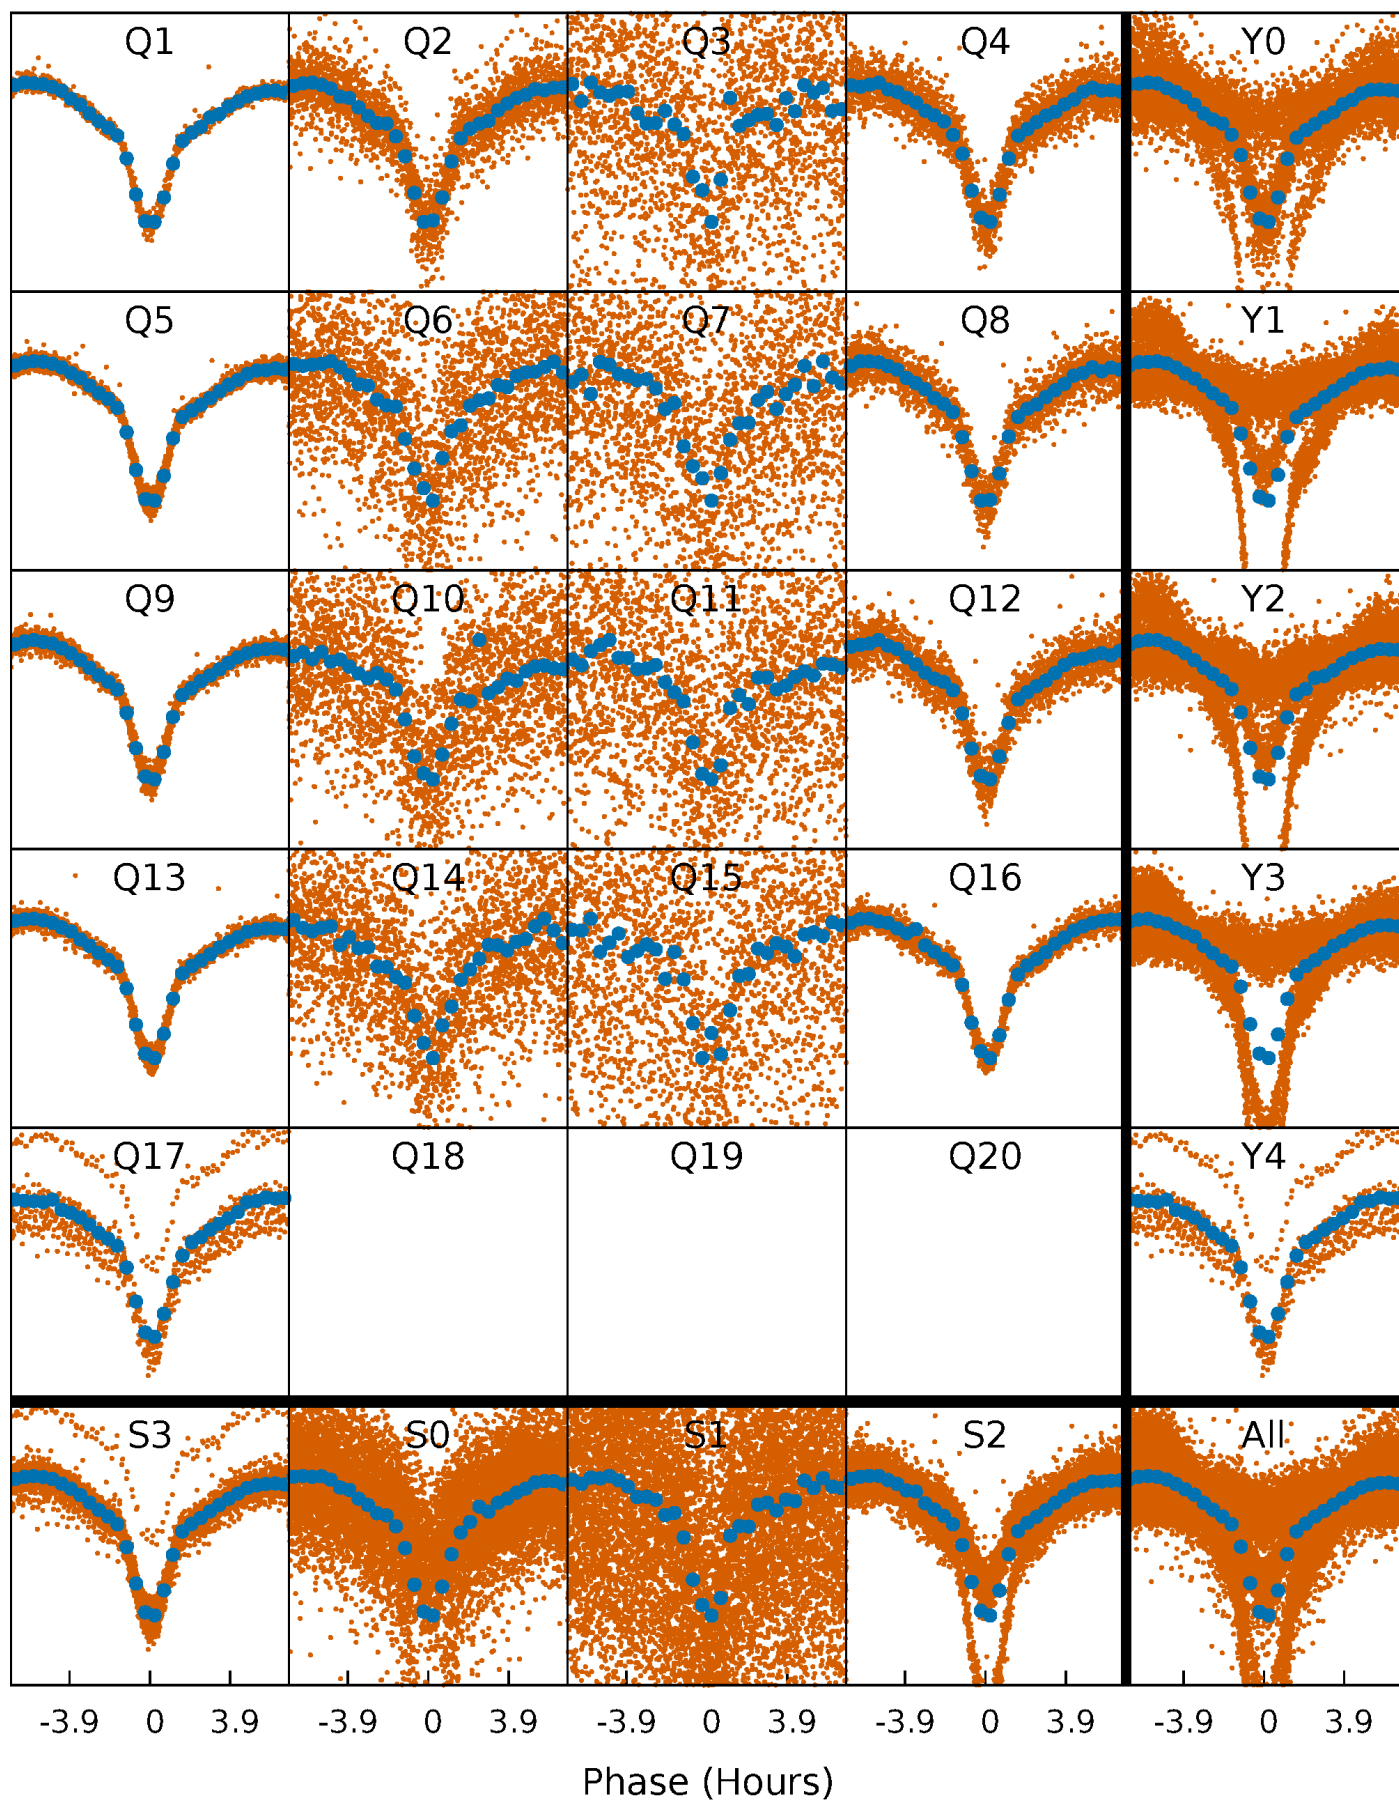 Q1 Q2 Q3 Q4 Y0
Q5 Q6 Q7 Q8 Y1
Q9 Q10 Q11 Q12 Y2
Q13 Q14 Q15 Q16 Y3
Q17 Q18 Q19 Q20 Y4
S3 S0 S1 S2 All
-3.9 0 3.9 -3.9 0 3.9 -3.9 0 3.9 -3.9 0 3.9 -3.9 0 3.9
Phase (Hours)